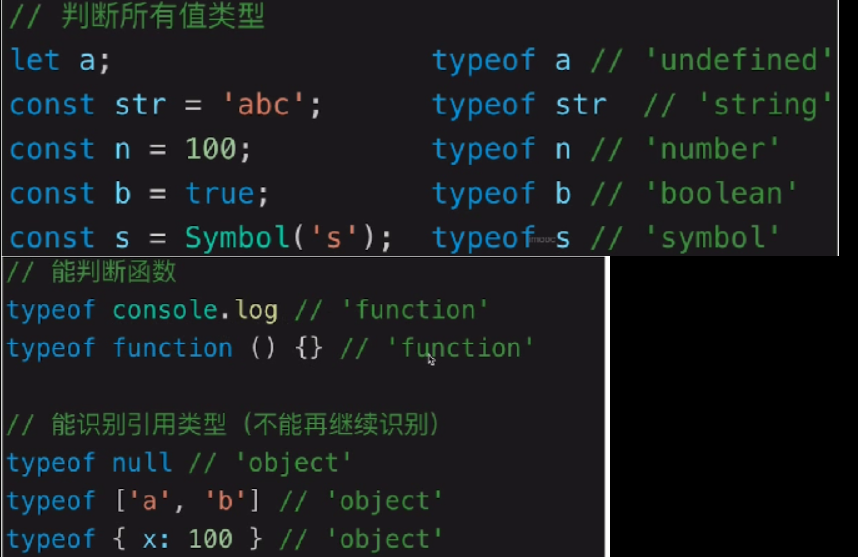 // 判断所有值类型
let a; typeof a // 'undefined'
const str = 'abc'; typeof str // 'string'
const n = 100; typeof n // 'number'
const b = true; typeof b // 'boolean'
const s = Symbol('s'); typeof s // 'symbol'
// 能判断函数
typeof console.log // 'function'
typeof function () {} // 'function'
// 能识别引用类型（不能再继续识别）
typeof null // 'object'
typeof ['a', 'b'] // 'object'
typeof { x: 100 } // 'object'